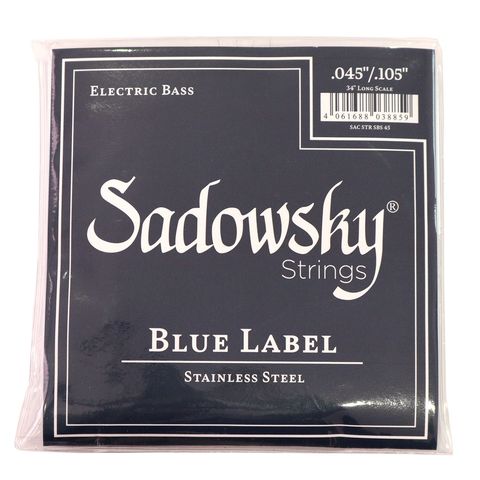 Electric Bass
.045"/.105"
34" Long Scale
4 061688 038859
SAC STR SBS 45
Sadowsky®
Strings
Blue Label
Stainless Steel